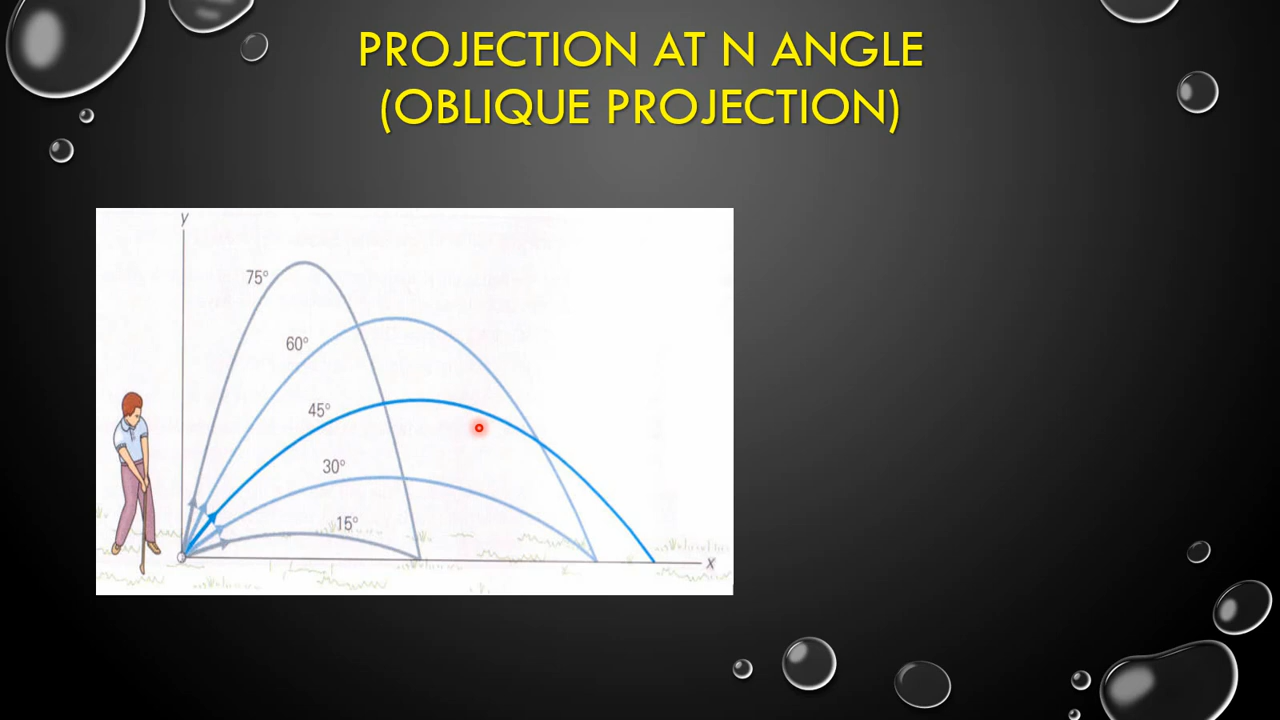 PROJECTION AT N ANGLE
(OBLIQUE PROJECTION)
y
75°
60°
45°
30°
15°
x